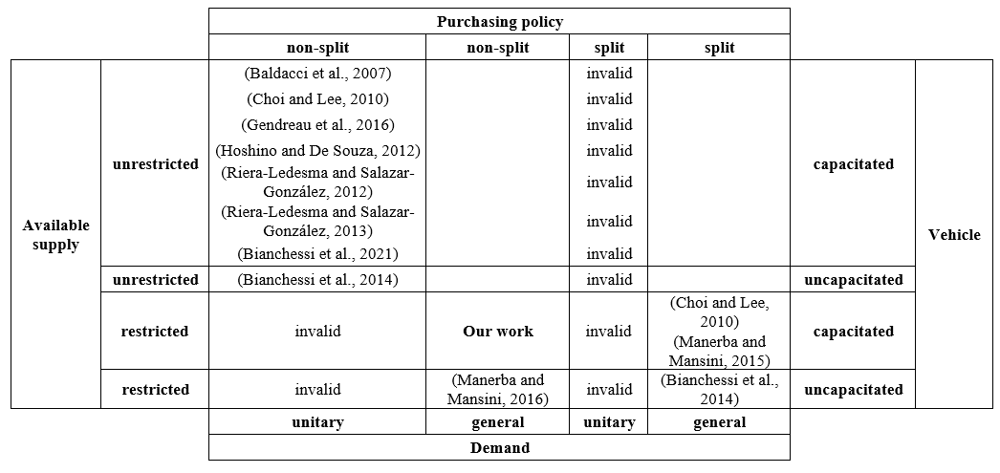 Purchasing policy
non-split non-split split split
(Baldacci et al., 2007) invalid
(Choi and Lee, 2010) invalid
(Gendreau et al., 2016) invalid
(Hoshino and De Souza, 2012) invalid
unrestricted capacitated
(Riera-Ledesma and Salazar-
González, 2012) invalid
(Riera-Ledesma and Salazar-
González, 2013) invalid
Available
supply
Vehicle
(Bianchessi et al., 2021) invalid
unrestricted (Bianchessi et al., 2014) invalid uncapacitated
restricted invalid Our work invalid (Choi and Lee,
2010)
(Manerba and
Mansini, 2015)
capacitated
restricted invalid (Manerba and
Mansini, 2016)
invalid (Bianchessi et al.,
2014)
uncapacitated
unitary general unitary general
Demand